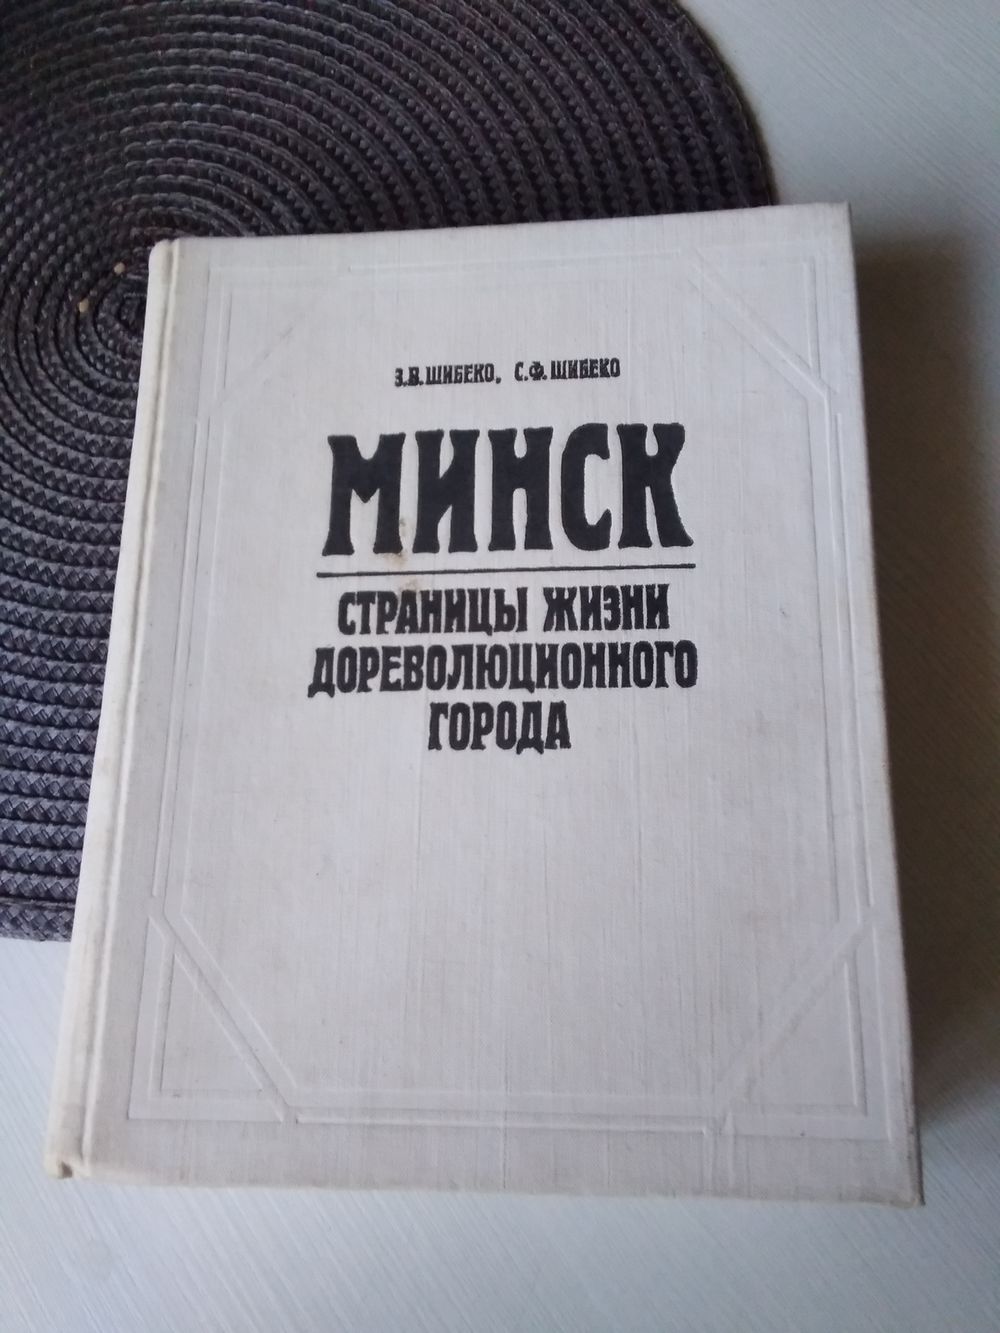 З.В. ШИБЕКО, С.Ф. ШИБЕКО
МИНСК
СТРАНИЦЫ ЖИЗНИ
ДОРЕВОЛЮЦИОННОГО
ГОРОДА